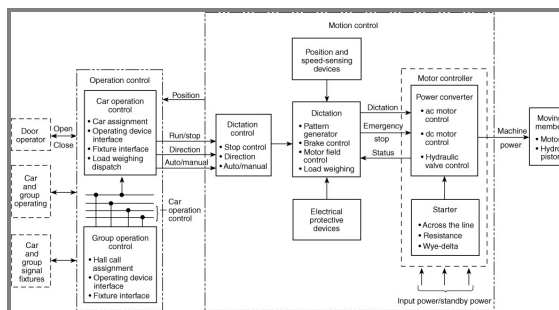 Motion control
Operation control
Car operation
control
• Car assignment
• Operating device
interface
• Fixture interface
• Load weighing
dispatch
Door
operator
Open
Close
Car
and
group
operating
Car
and
group
signal
fixtures
Car
operation
control
Group operation
control
• Hall call
assignment
• Operating device
interface
• Fixture interface
Position
Run/stop
Direction
Auto/manual
Dictation
control
• Stop control
• Direction
• Auto/manual
Position and
speed-sensing
devices
Dictation
• Pattern
generator
• Brake control
• Motor field
control
• Load weighing
Electrical
protective
devices
Dictation
Emergency
stop
Status
Motor controller
Power converter
• ac motor
control
• dc motor
control
• Hydraulic
valve control
Starter
• Across the line
• Resistance
• Wye-delta
Input power/standby power
Machine
power
Moving
• Motor